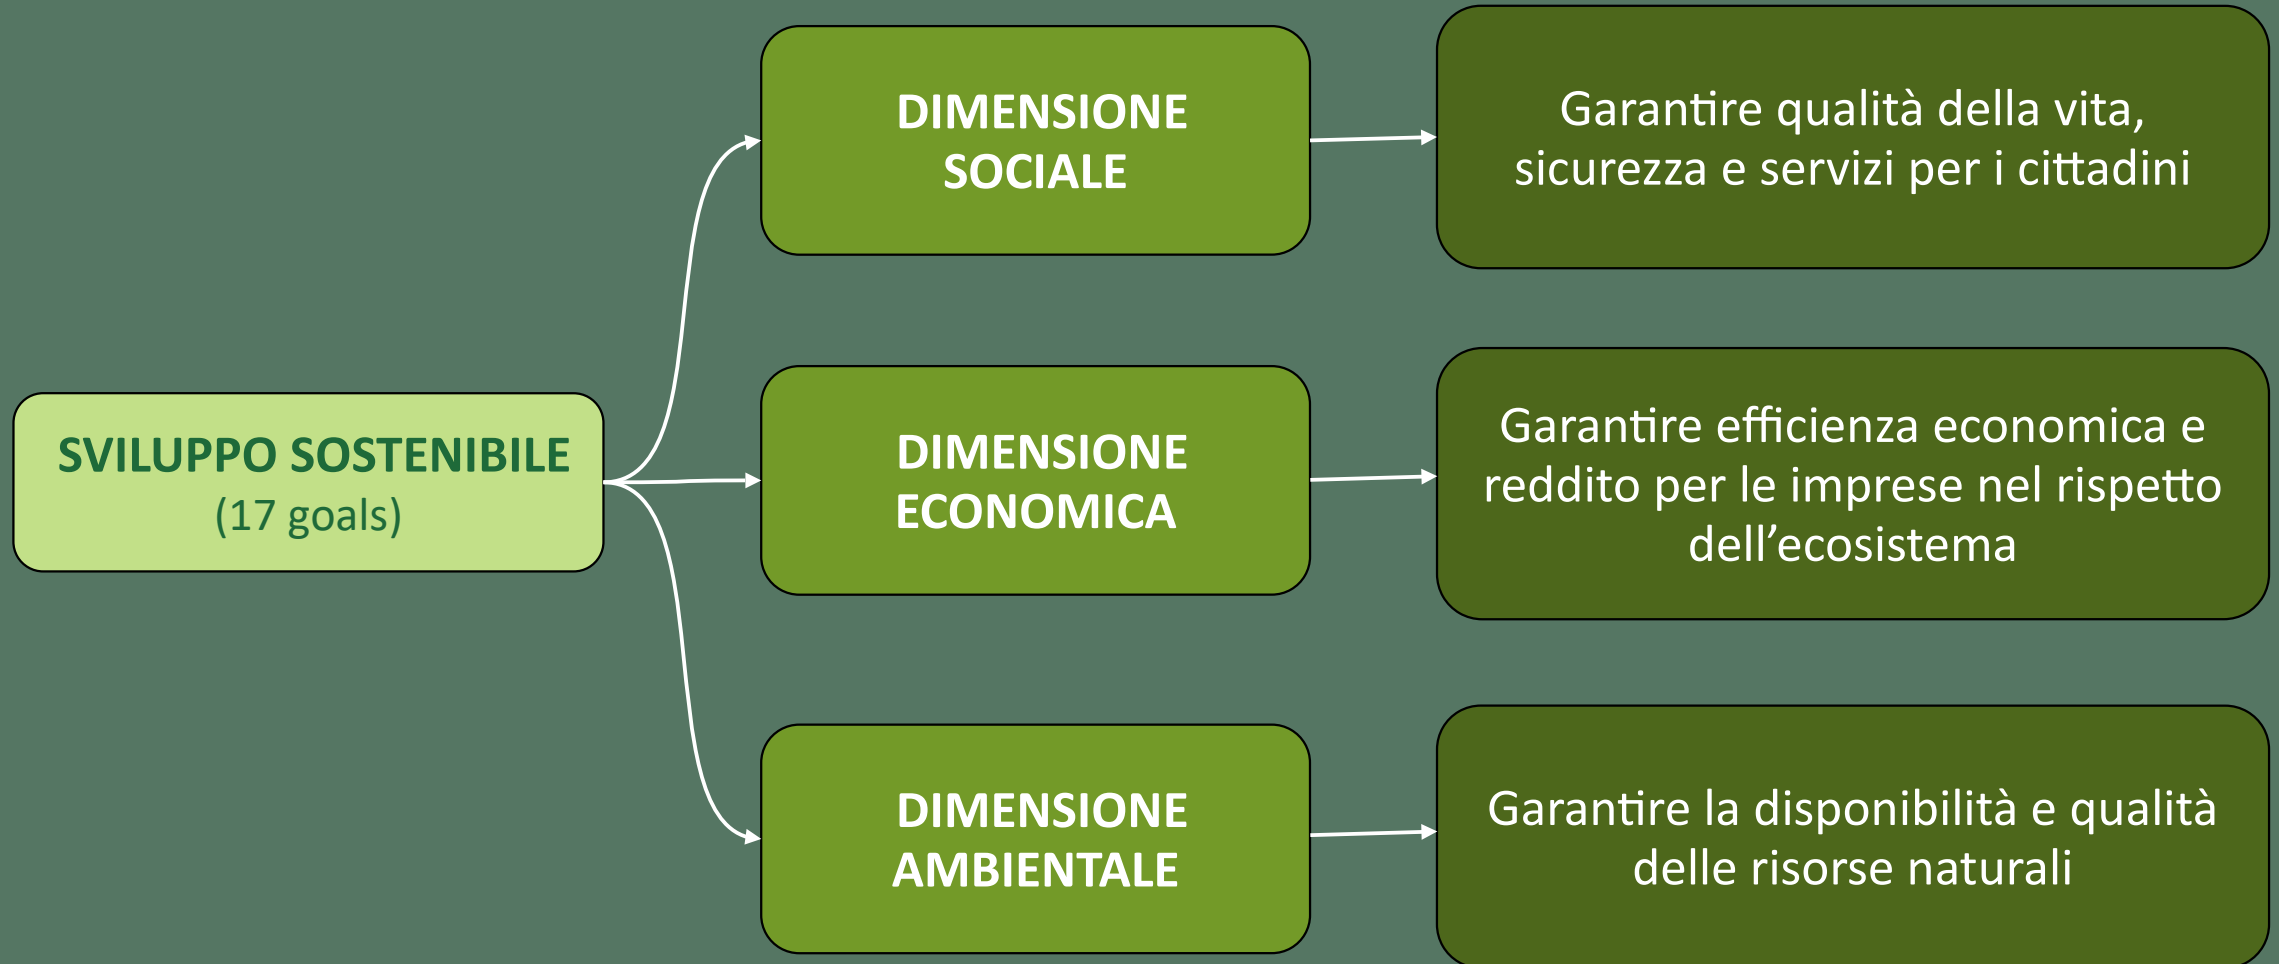 SVILUPPO SOSTENIBILE
(17 goals)
DIMENSIONE
SOCIALE
Garantire qualità della vita,
sicurezza e servizi per i cittadini
DIMENSIONE
ECONOMICA
Garantire efficienza economica e
reddito per le imprese nel rispetto
dell’ecosistema
DIMENSIONE
AMBIENTALE
Garantire la disponibilità e qualità
delle risorse naturali